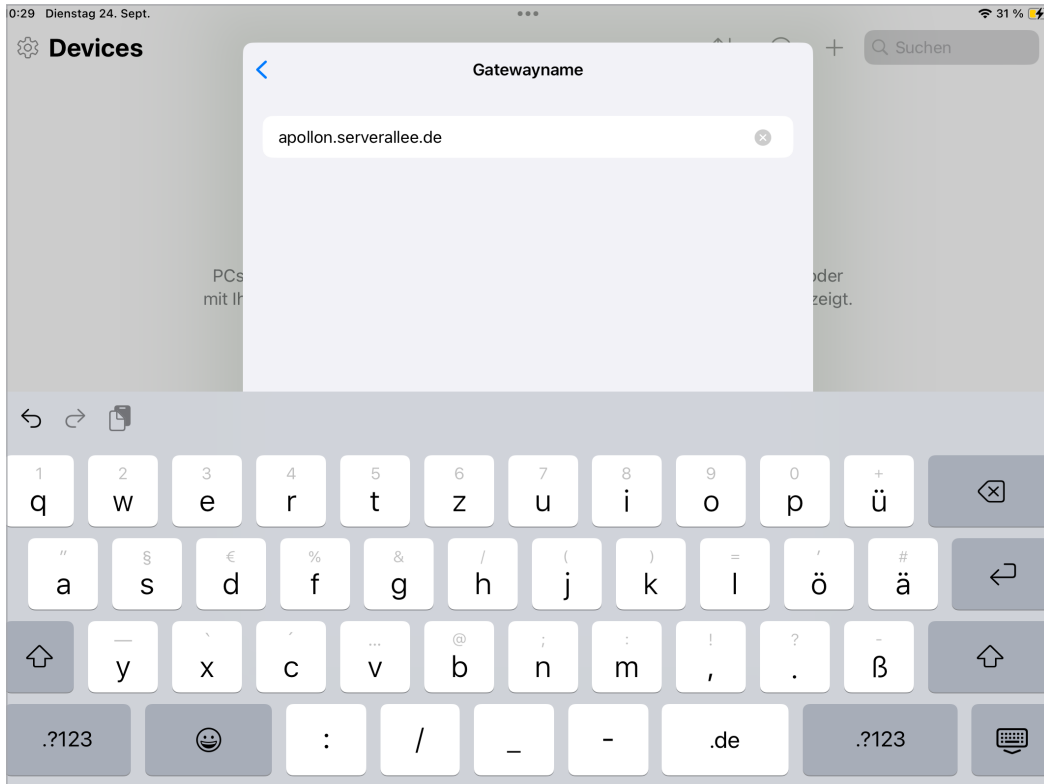 0:29 Dienstag 24. Sept.
31 %
Devices
Suchen
Gatewayname
apollon.serverallee.de
PCs
oder
mit Ih
zeigt.
1 2 3 4 5 6 7 8 9 0 +
q w e r t z u i o p ü
" § € % & / ( ) = ' #
a s d f g h j k l ö ä
— ` ´ ... @ ; : ! ? -
y x c v b n m , . ß
.?123 : / _ - .de .?123